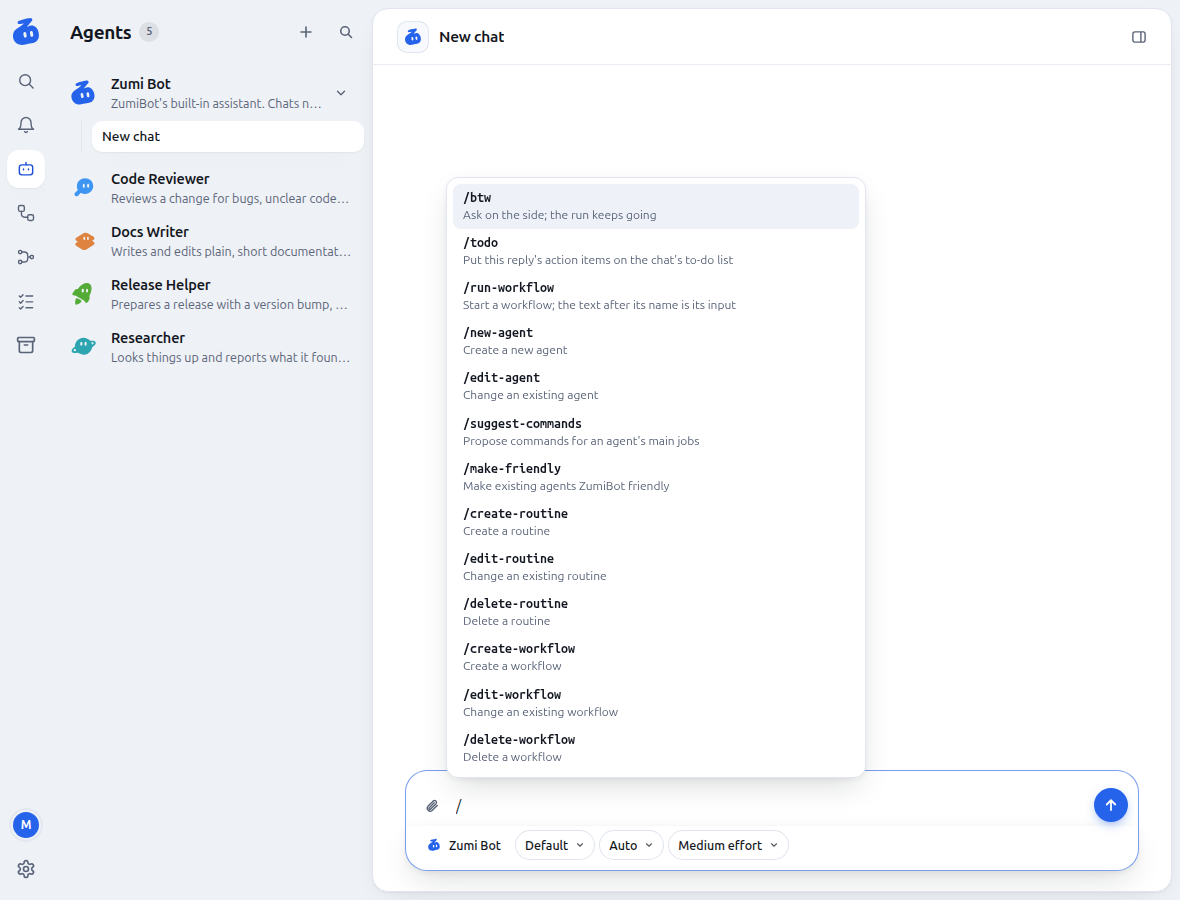 Agents 5
Zumi Bot
ZumiBot's built-in assistant. Chats n…
New chat
Code Reviewer
Reviews a change for bugs, unclear code…
Docs Writer
Writes and edits plain, short documentat…
Release Helper
Prepares a release with a version bump, …
Researcher
Looks things up and reports what it foun…
M
New chat
/btw
Ask on the side; the run keeps going
/todo
Put this reply's action items on the chat's to-do list
/run-workflow
Start a workflow; the text after its name is its input
/new-agent
Create a new agent
/edit-agent
Change an existing agent
/suggest-commands
Propose commands for an agent's main jobs
/make-friendly
Make existing agents ZumiBot friendly
/create-routine
Create a routine
/edit-routine
Change an existing routine
/delete-routine
Delete a routine
/create-workflow
Create a workflow
/edit-workflow
Change an existing workflow
/delete-workflow
Delete a workflow
/
Zumi Bot Default Auto Medium effort